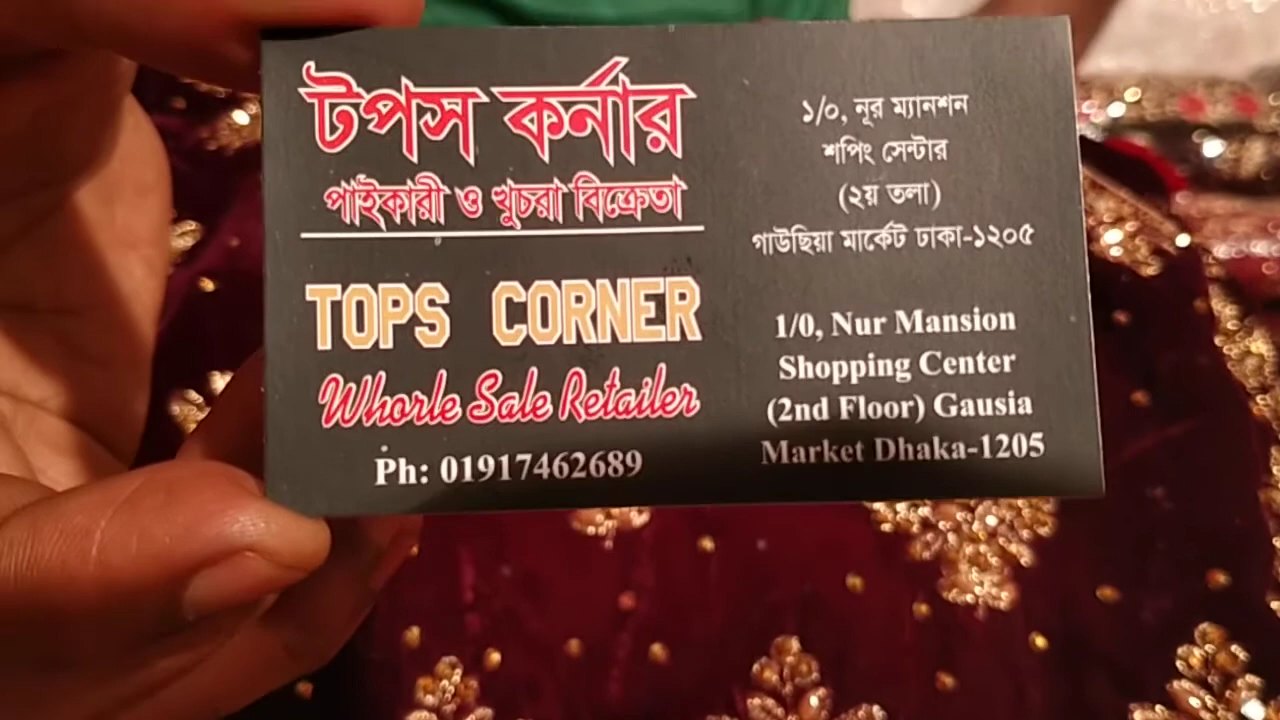 টপস কর্নার
পাইকারী ও খুচরা বিক্রেতা
TOPS CORNER
Whorle Sale Retailer
Ph: 01917462689
১/০, নূর ম্যানশন
শপিং সেন্টার
(২য় তলা)
গাউছিয়া মার্কেট ঢাকা-১২০৫
1/0, Nur Mansion
Shopping Center
(2nd Floor) Gausia
Market Dhaka-1205